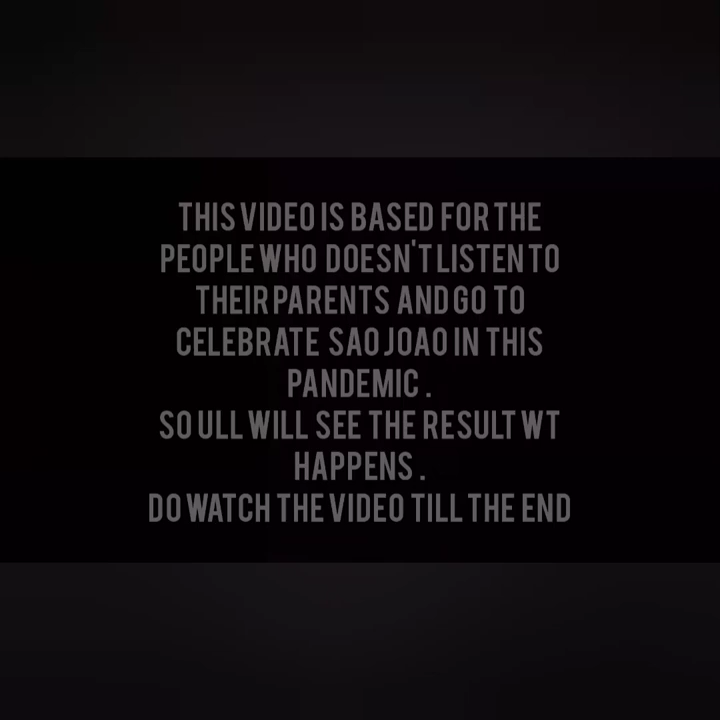 THIS VIDEO IS BASED FOR THE
PEOPLE WHO DOESN'T LISTEN TO
THEIR PARENTS AND GO TO
CELEBRATE SAO JOAO IN THIS
PANDEMIC .
SO ULL WILL SEE THE RESULT WT
HAPPENS .
DO WATCH THE VIDEO TILL THE END